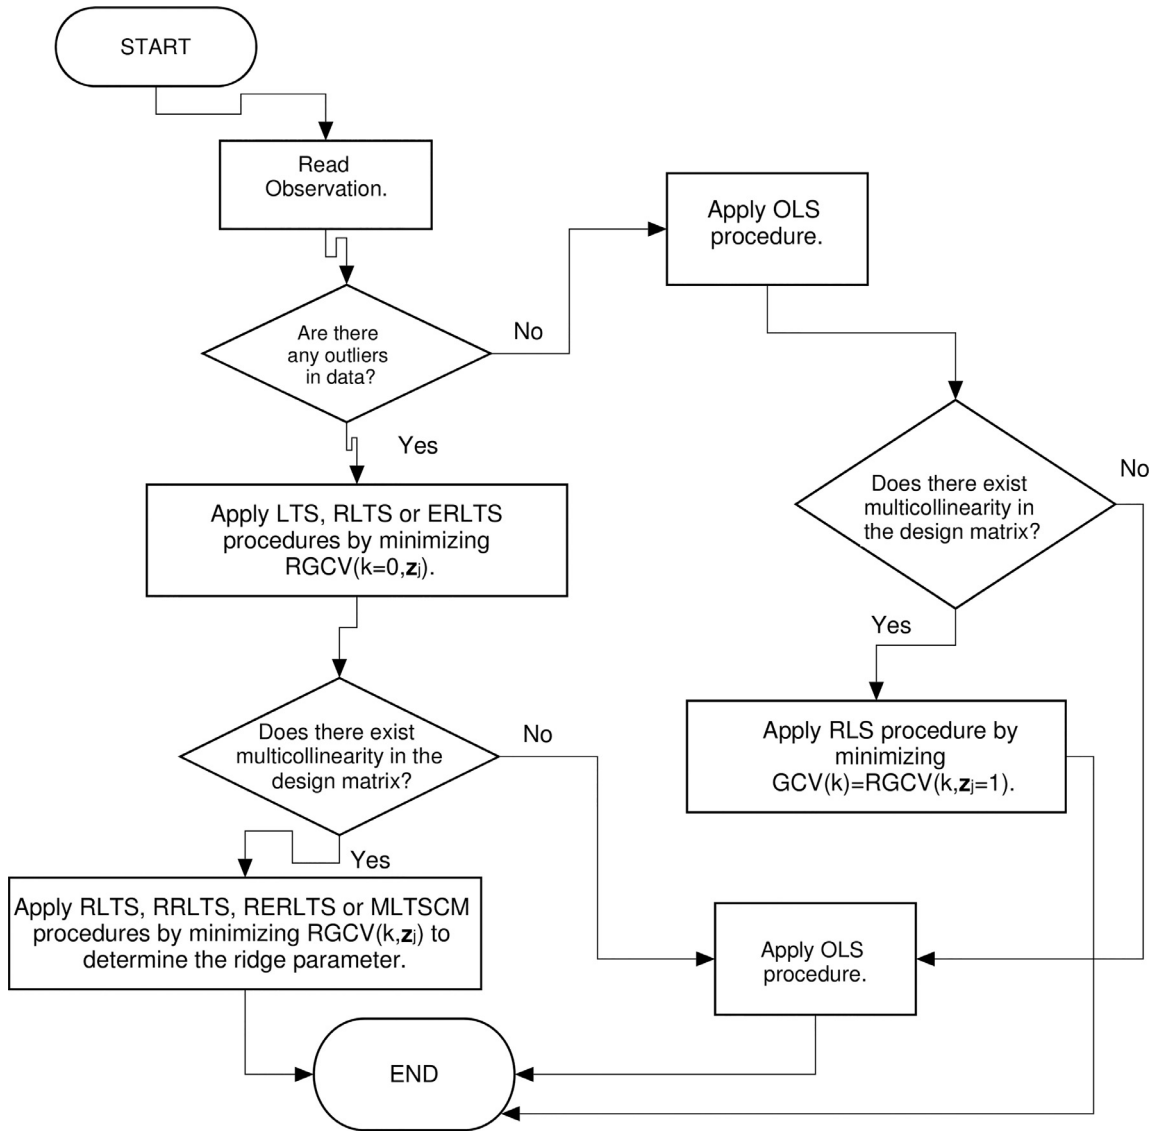 START
Read
Observation.
Are there
any outliers
in data?
No
Apply OLS
procedure.
Yes
Apply LTS, RLTS or ERLTS
procedures by minimizing
RGCV(k=0,zj).
Does there exist
multicollinearity in
the design matrix?
No
Yes
Apply RLS procedure by
minimizing
GCV(k)=RGCV(k,zj=1).
Does there exist
multicollinearity in the
design matrix?
No
Yes
Apply RLTS, RRLTS, RERLTS or MLTSCM
procedures by minimizing RGCV(k,zj) to
determine the ridge parameter.
Apply OLS
procedure.
END